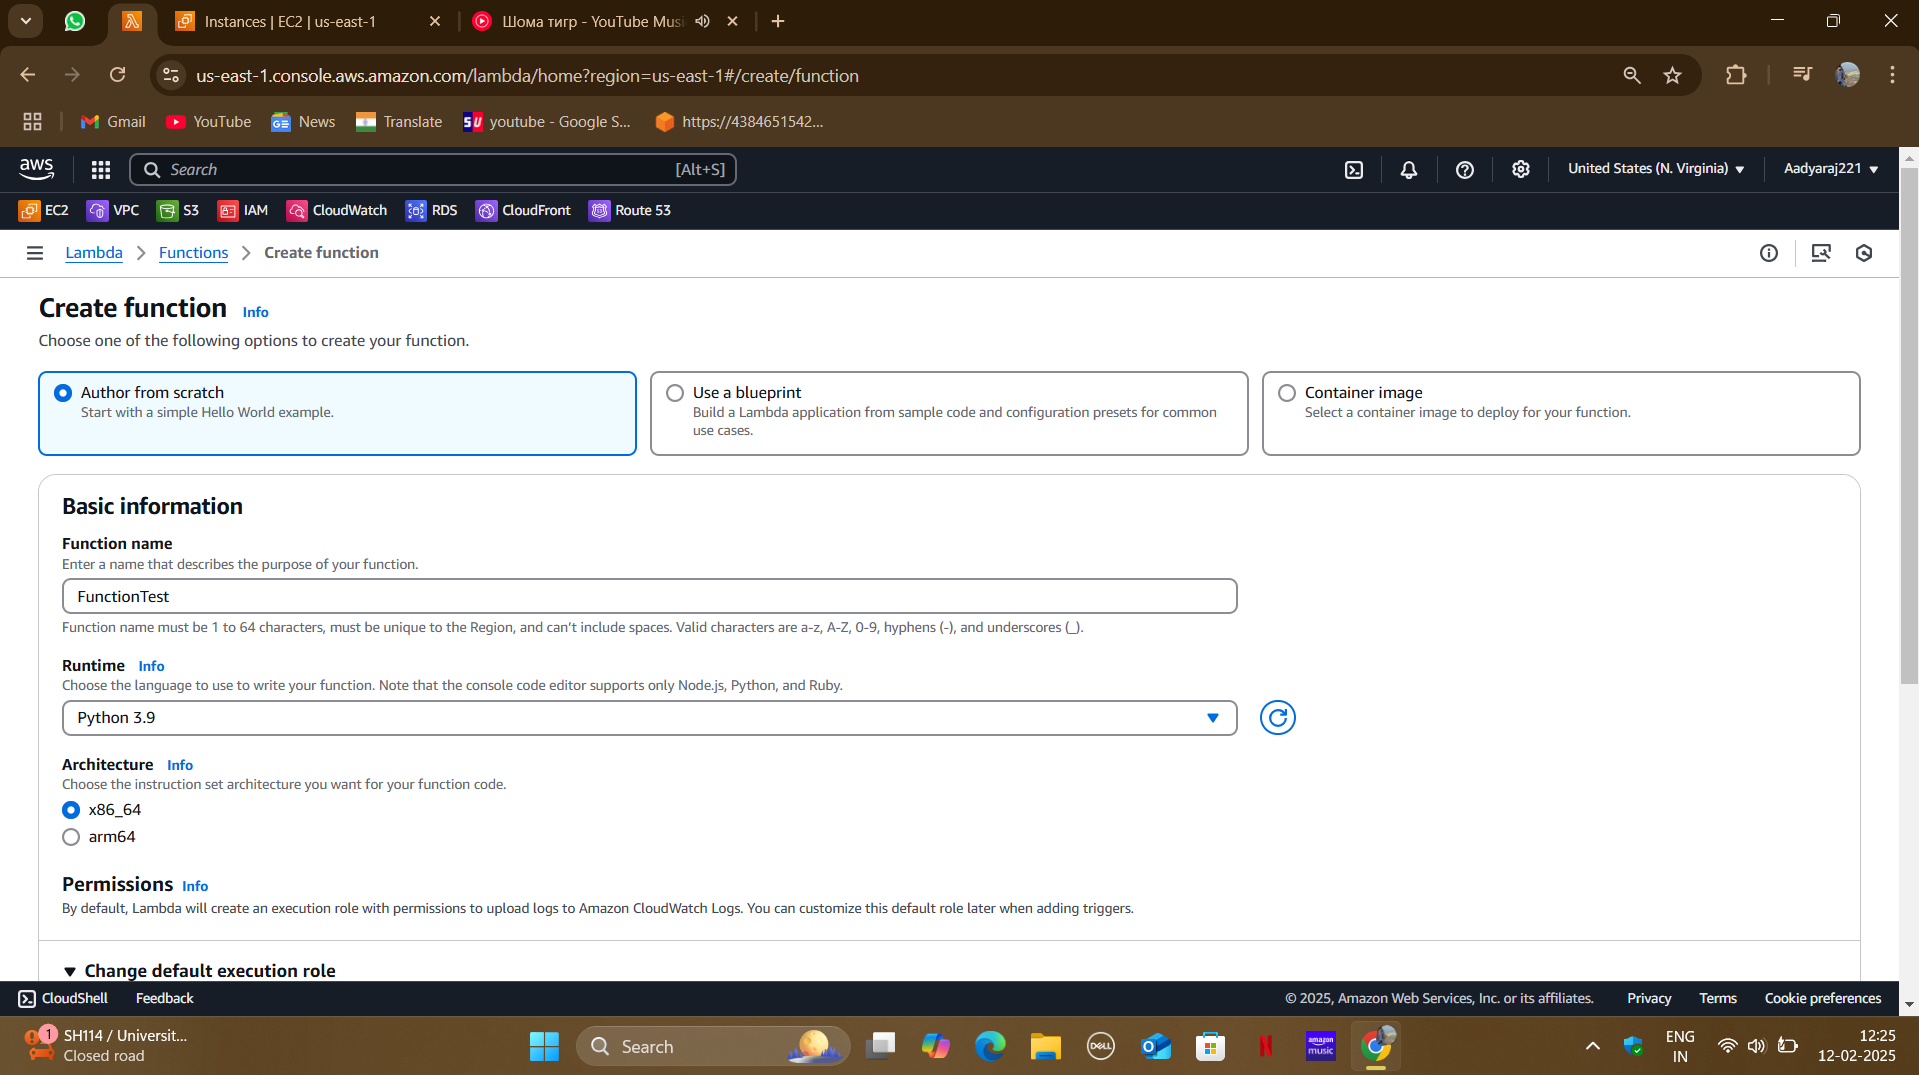 Instances | EC2 | us-east-1
Шома тигр - YouTube Musi
us-east-1.console.aws.amazon.com/lambda/home?region=us-east-1#/create/function
Gmail
YouTube
News
Translate
SU youtube - Google S...
https://4384651542...
aws
Search
[Alt+S]
United States (N. Virginia)
Aadyaraj221
EC2
VPC
S3
IAM
CloudWatch
RDS
CloudFront
Route 53
Lambda
Functions
Create function
Create function Info
Choose one of the following options to create your function.
Author from scratch
Start with a simple Hello World example.
Use a blueprint
Build a Lambda application from sample code and configuration presets for common
use cases.
Container image
Select a container image to deploy for your function.
Basic information
Function name
Enter a name that describes the purpose of your function.
FunctionTest
Function name must be 1 to 64 characters, must be unique to the Region, and can't include spaces. Valid characters are a-z, A-Z, 0-9, hyphens (-), and underscores (_).
Runtime Info
Choose the language to use to write your function. Note that the console code editor supports only Node.js, Python, and Ruby.
Python 3.9
Architecture Info
Choose the instruction set architecture you want for your function code.
x86_64
arm64
Permissions Info
By default, Lambda will create an execution role with permissions to upload logs to Amazon CloudWatch Logs. You can customize this default role later when adding triggers.
Change default execution role
CloudShell
Feedback
© 2025, Amazon Web Services, Inc. or its affiliates.
Privacy
Terms
Cookie preferences
1
SH114 / Universit...
Closed road
Search
DELL
amazon
music
ENG
IN
12:25
12-02-2025